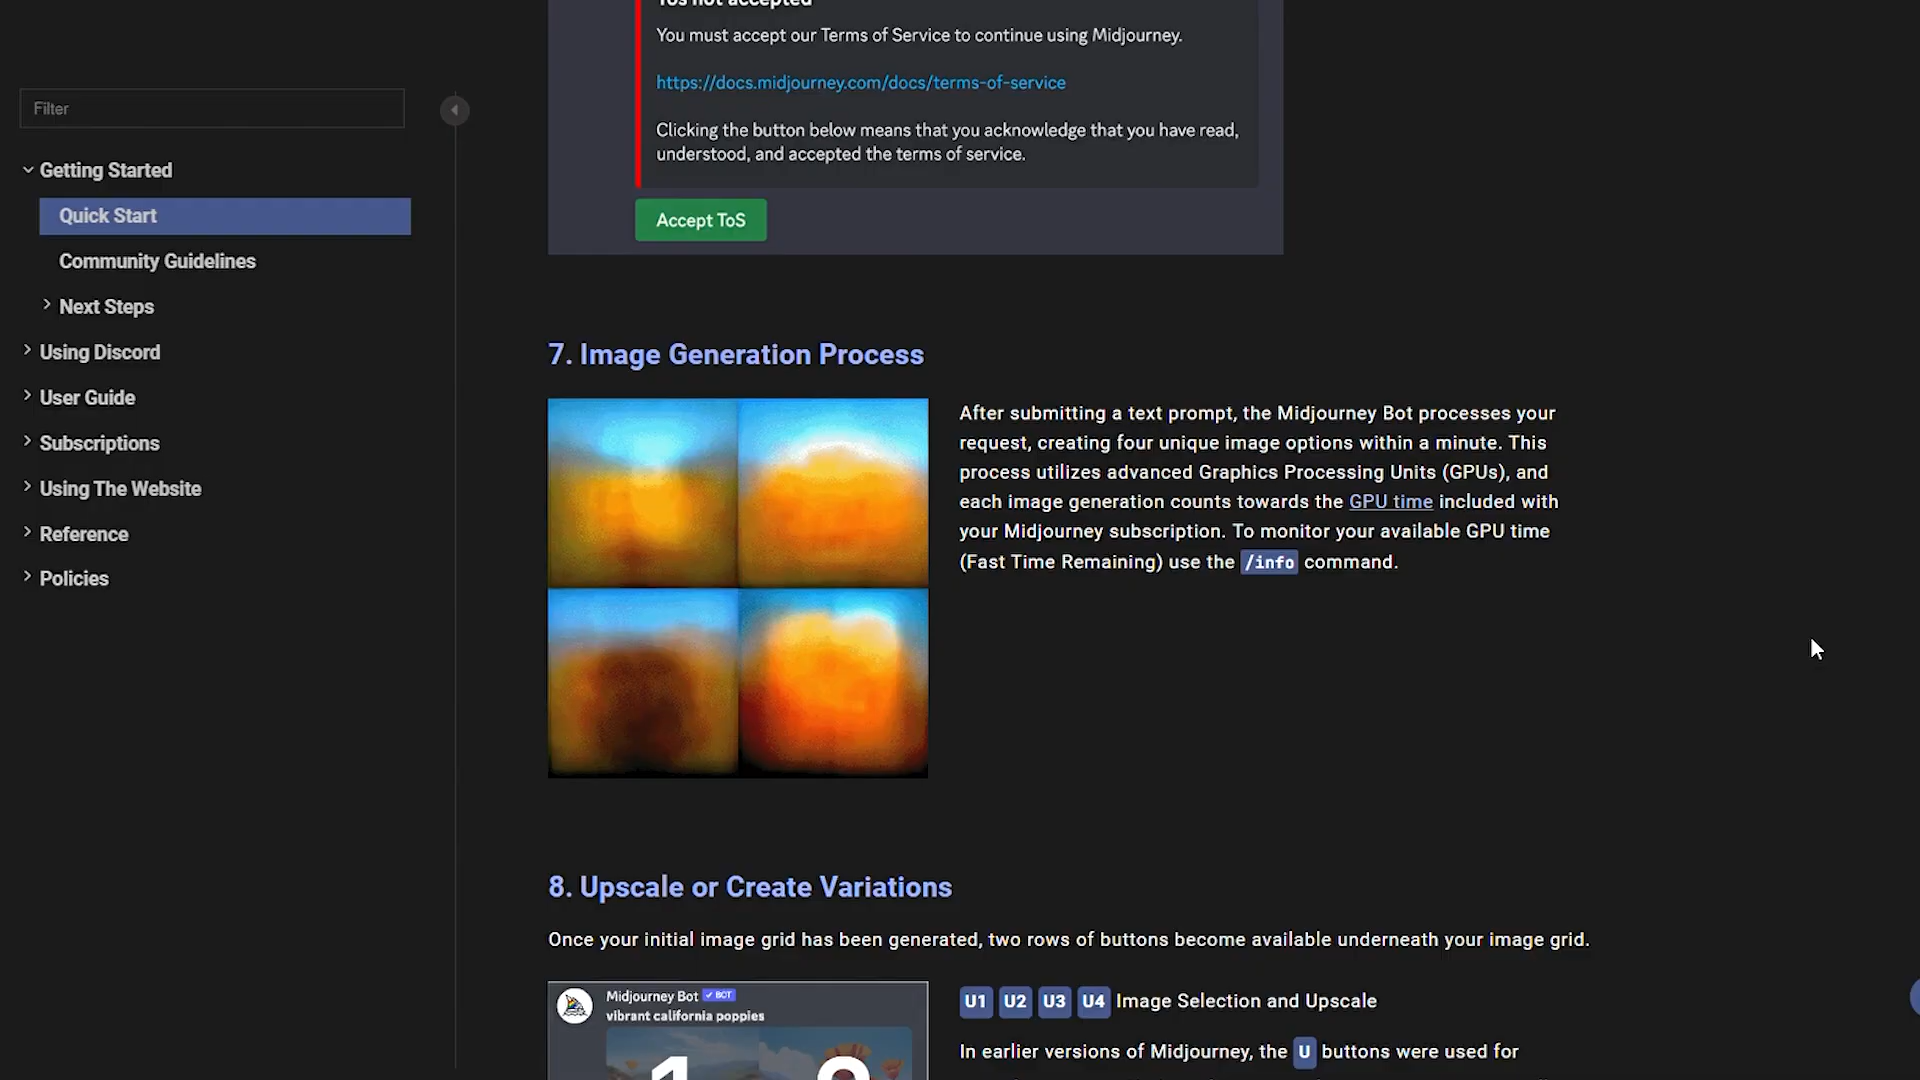 Tos not accepted
You must accept our Terms of Service to continue using Midjourney.
https://docs.midjourney.com/docs/terms-of-service
Clicking the button below means that you acknowledge that you have read,
understood, and accepted the terms of service.
Accept ToS
Filter
Getting Started
Quick Start
Community Guidelines
Next Steps
Using Discord
User Guide
Subscriptions
Using The Website
Reference
Policies
7. Image Generation Process
After submitting a text prompt, the Midjourney Bot processes your
request, creating four unique image options within a minute. This
process utilizes advanced Graphics Processing Units (GPUs), and
each image generation counts towards the GPU time included with
your Midjourney subscription. To monitor your available GPU time
(Fast Time Remaining) use the /info command.
8. Upscale or Create Variations
Once your initial image grid has been generated, two rows of buttons become available underneath your image grid.
Midjourney Bot ✓ BOT
vibrant california poppies
1 2
U1 U2 U3 U4 Image Selection and Upscale
In earlier versions of Midjourney, the U buttons were used for